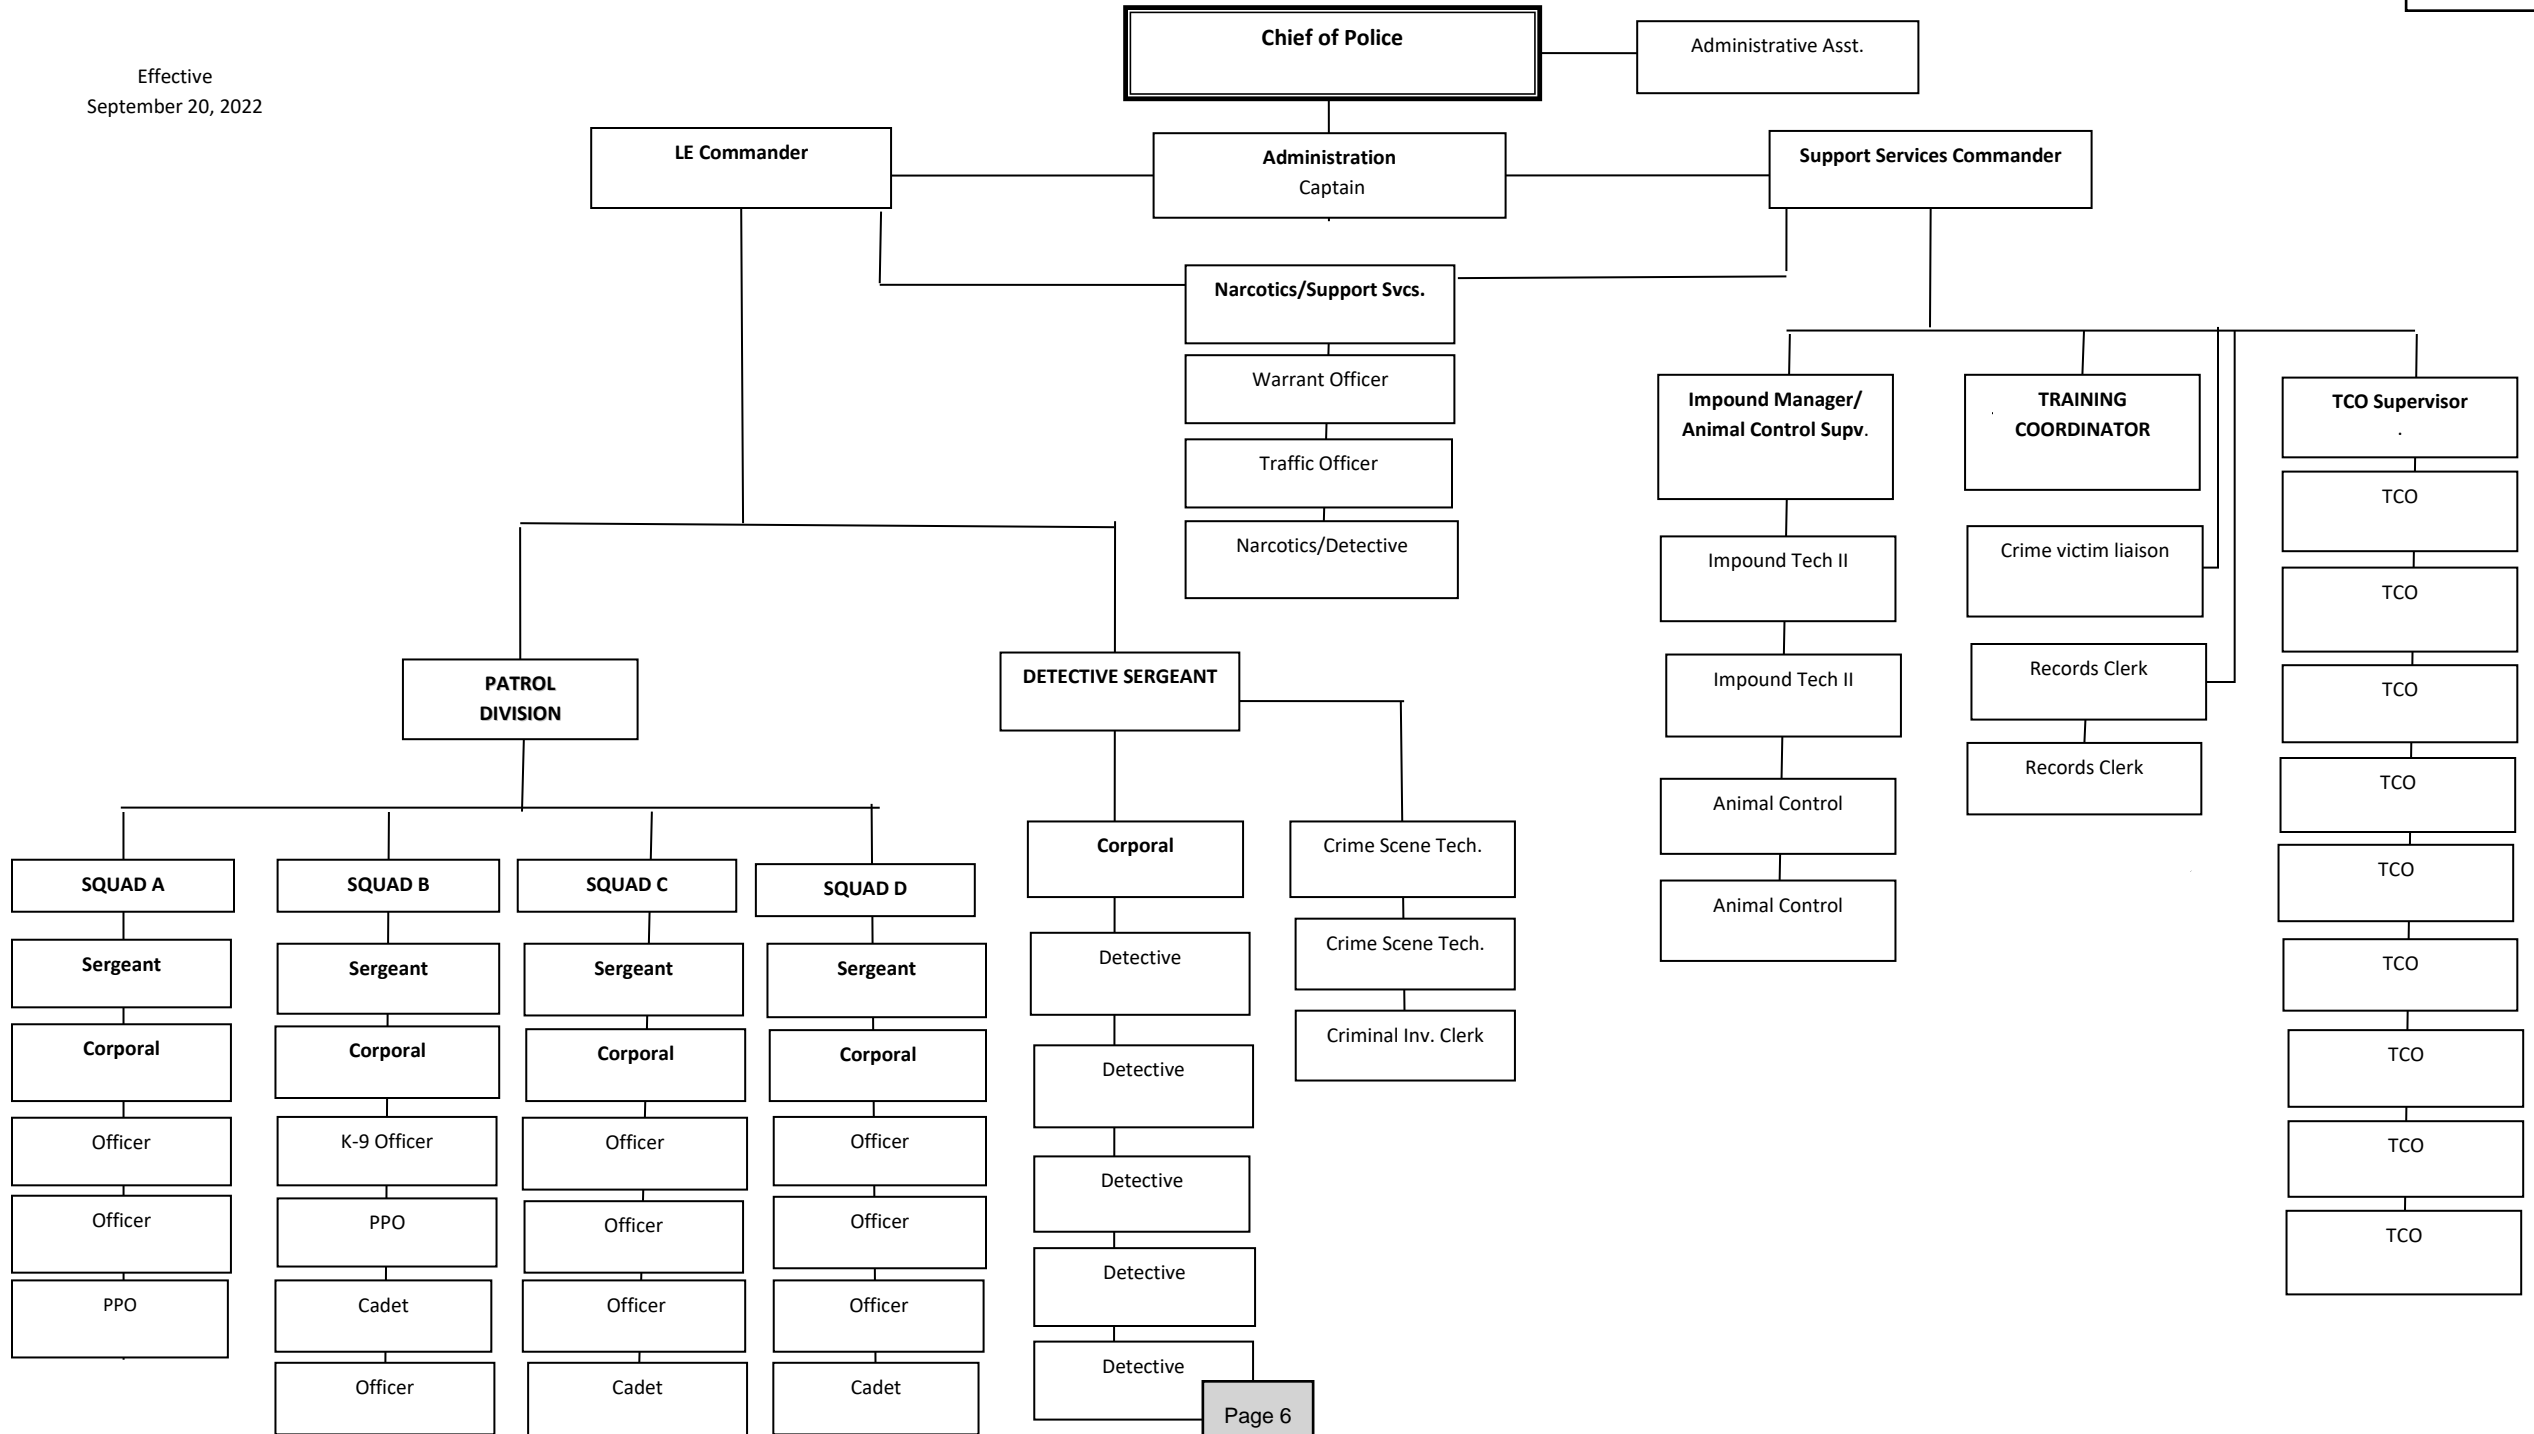 Chief of Police
Administrative Asst.
Effective
September 20, 2022
LE Commander
Administration
Captain
Support Services Commander
Narcotics/Support Svcs.
Warrant Officer
Traffic Officer
Narcotics/Detective
Impound Manager/
Animal Control Supv.
Impound Tech II
Impound Tech II
Animal Control
Animal Control
TRAINING
COORDINATOR
Crime victim liaison
Records Clerk
Records Clerk
TCO Supervisor
.
TCO
TCO
TCO
TCO
TCO
TCO
TCO
TCO
TCO
PATROL
DIVISION
DETECTIVE SERGEANT
SQUAD A
Sergeant
Corporal
Officer
Officer
PPO
SQUAD B
Sergeant
Corporal
K-9 Officer
PPO
Cadet
Officer
SQUAD C
Sergeant
Corporal
Officer
Officer
Officer
Cadet
SQUAD D
Sergeant
Corporal
Officer
Officer
Officer
Cadet
Corporal
Detective
Detective
Detective
Detective
Detective
Crime Scene Tech.
Crime Scene Tech.
Criminal Inv. Clerk
Page 6